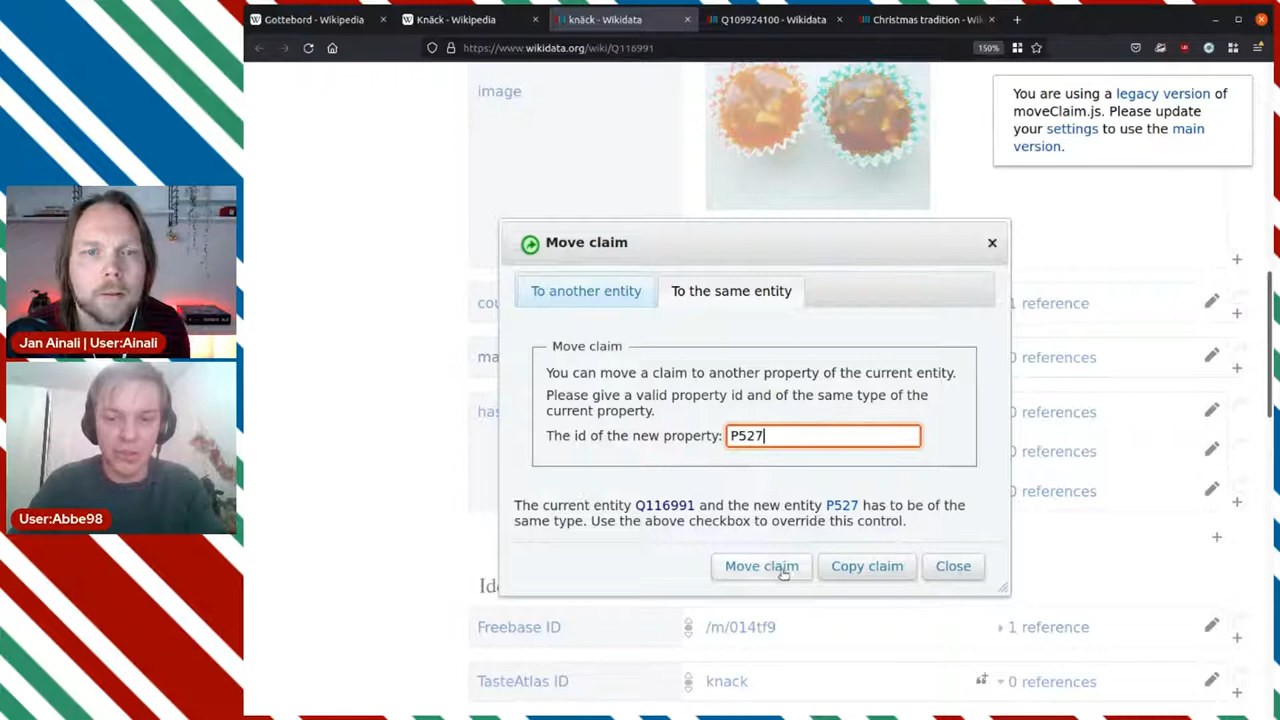 Gottebord - Wikipedia
Knäck - Wikipedia
knäck - Wikidata
Q109924100 - Wikidata
Christmas tradition - Wik
https://www.wikidata.org/wiki/Q116991
150%
image
You are using a legacy version of
moveClaim.js. Please update
your settings to use the main
version.
Move claim
To another entity
To the same entity
cou
1 reference
Move claim
ma
0 references
You can move a claim to another property of the current entity.
Please give a valid property id and of the same type of the
current property.
has
0 references
The id of the new property: P527
0 references
0 references
The current entity Q116991 and the new entity P527 has to be of the
same type. Use the above checkbox to override this control.
Move claim
Copy claim
Close
Ide
Freebase ID
/m/014tf9
1 reference
TasteAtlas ID
knack
0 references
Jan Ainali | User:Ainali
User:Abbe98